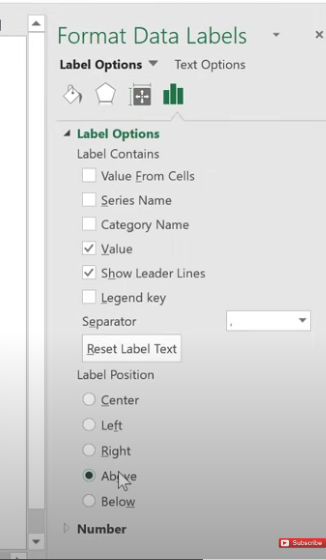 Format Data Labels
Label Options Text Options
Label Options
Label Contains
Value From Cells
Series Name
Category Name
Value
Show Leader Lines
Legend key
Separator ,
Reset Label Text
Label Position
Center
Left
Right
Above
Below
Number
Subscribe